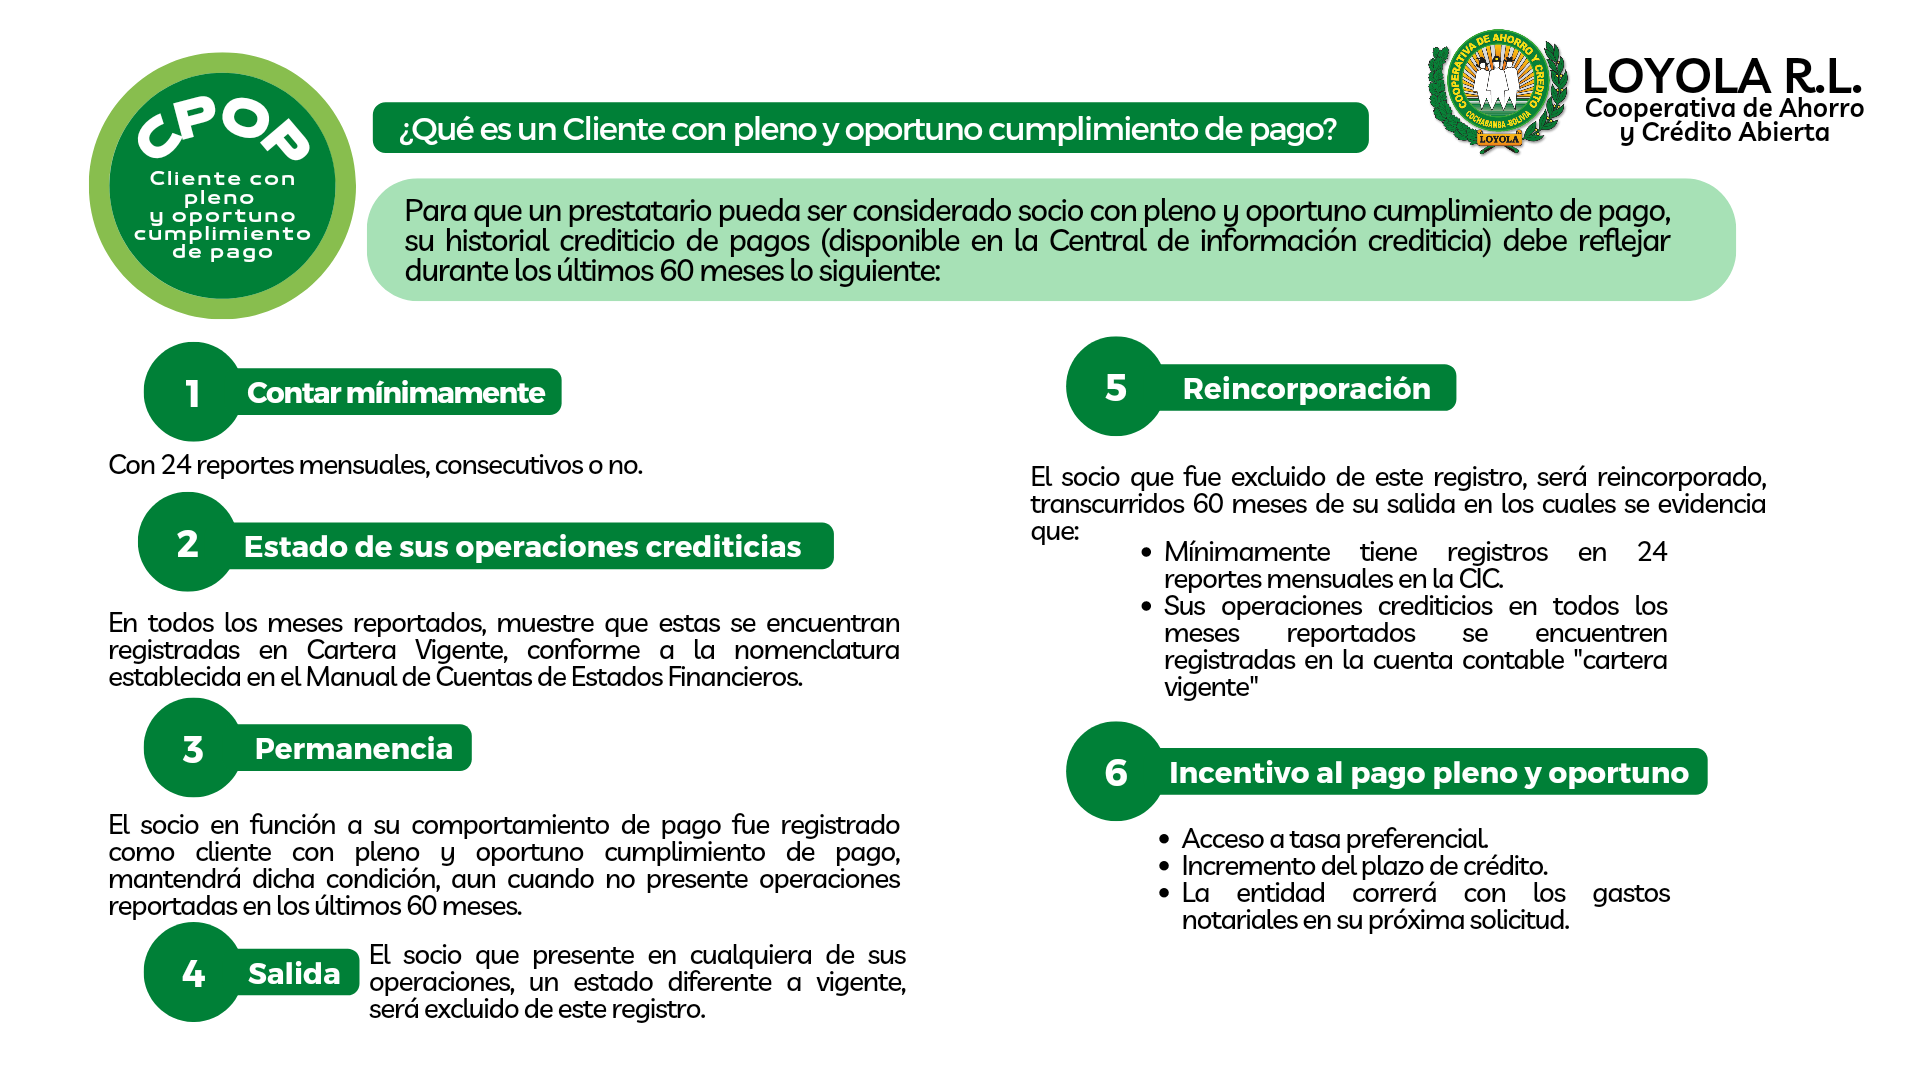 CPOP
Cliente con
pleno
y oportuno
cumplimiento
de pago
¿Qué es un Cliente con pleno y oportuno cumplimiento de pago?
COOPERATIVA DE AHORRO Y CREDITO
COCHABAMBA - BOLIVIA
LOYOLA
LOYOLA R.L.
Cooperativa de Ahorro
y Crédito Abierta
Para que un prestatario pueda ser considerado socio con pleno y oportuno cumplimiento de pago,
su historial crediticio de pagos (disponible en la Central de información crediticia) debe reflejar
durante los últimos 60 meses lo siguiente:
1 Contar mínimamente
Con 24 reportes mensuales, consecutivos o no.
2 Estado de sus operaciones crediticias
En todos los meses reportados, muestre que estas se encuentran
registradas en Cartera Vigente, conforme a la nomenclatura
establecida en el Manual de Cuentas de Estados Financieros.
3 Permanencia
El socio en función a su comportamiento de pago fue registrado
como cliente con pleno y oportuno cumplimiento de pago,
mantendrá dicha condición, aun cuando no presente operaciones
reportadas en los últimos 60 meses.
4 Salida
El socio que presente en cualquiera de sus
operaciones, un estado diferente a vigente,
será excluido de este registro.
5 Reincorporación
El socio que fue excluido de este registro, será reincorporado,
transcurridos 60 meses de su salida en los cuales se evidencia
que:
• Mínimamente tiene registros en 24
reportes mensuales en la CIC.
• Sus operaciones crediticios en todos los
meses reportados se encuentren
registradas en la cuenta contable "cartera
vigente"
6 Incentivo al pago pleno y oportuno
• Acceso a tasa preferencial.
• Incremento del plazo de crédito.
• La entidad correrá con los gastos
notariales en su próxima solicitud.